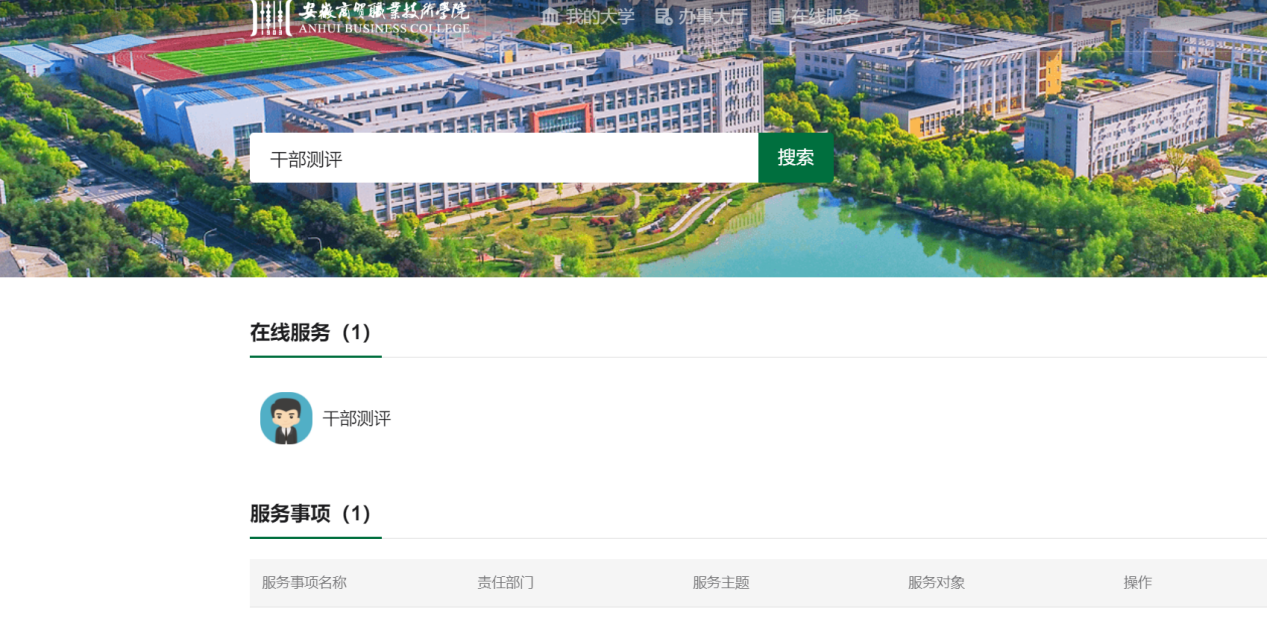 安徽商贸职业技术学院
ANHUI BUSINESS COLLEGE
我的大学 办事大厅 在线服务
干部测评 搜索
在线服务（1）
干部测评
服务事项（1）
服务事项名称 责任部门 服务主题 服务对象 操作